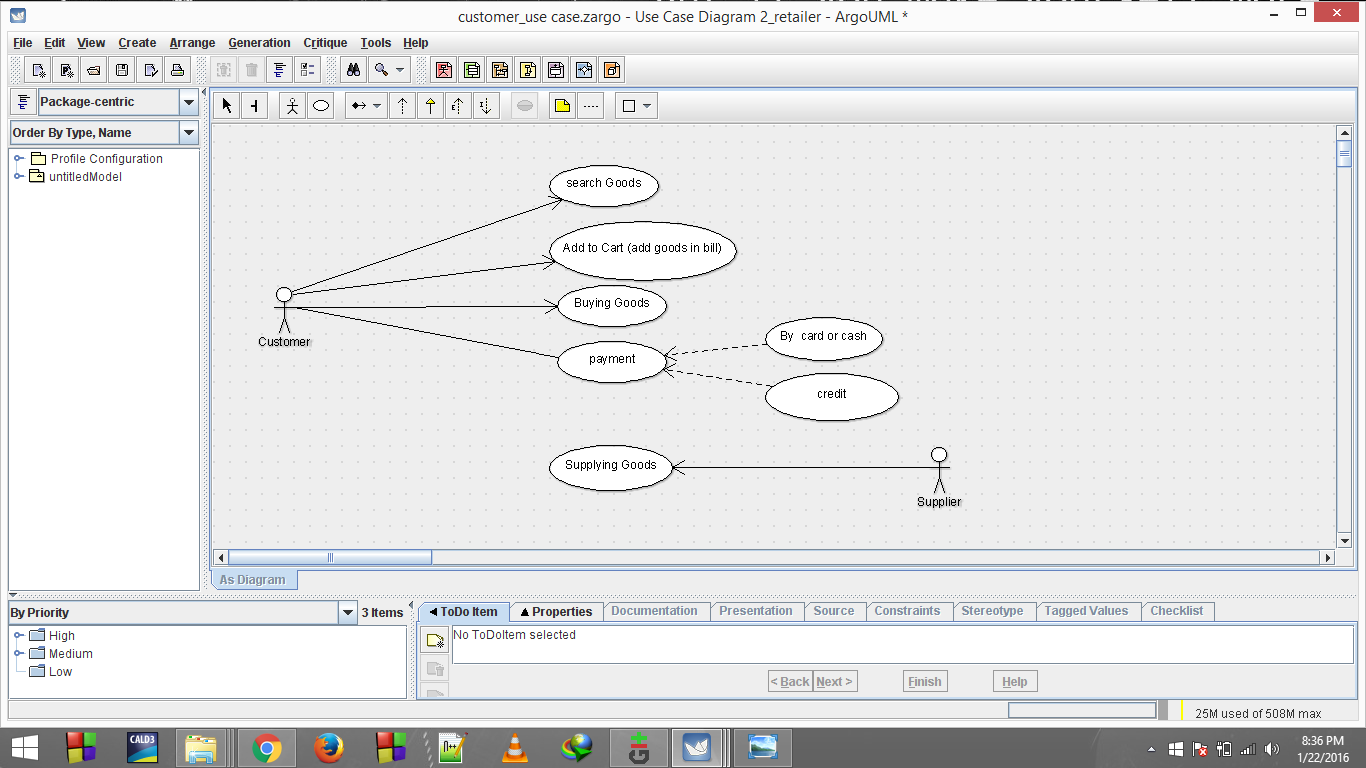 customer_use case.zargo - Use Case Diagram 2_retailer - ArgoUML *
File Edit View Create Arrange Generation Critique Tools Help
Package-centric
Order By Type, Name
Profile Configuration
untitledModel
search Goods
Add to Cart (add goods in bill)
Buying Goods
Customer
By card or cash
payment
credit
Supplying Goods
Supplier
As Diagram
By Priority
3 Items
ToDo Item Properties Documentation Presentation Source Constraints Stereotype Tagged Values Checklist
High
Medium
Low
No ToDoItem selected
< Back Next > Finish Help
25M used of 508M max
CALD3
8:36 PM
1/22/2016